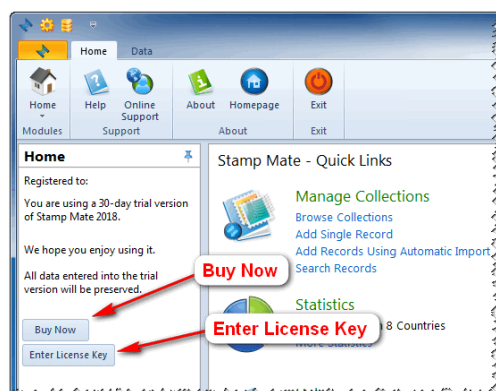 Home
Data
Home
Help
Online
Support
About
Homepage
Exit
Modules
Support
About
Exit
Home
Registered to:
You are using a 30-day trial version
of Stamp Mate 2018.
We hope you enjoy using it.
All data entered into the trial
version will be preserved.
Buy Now
Enter License Key
Stamp Mate - Quick Links
Manage Collections
Browse Collections
Add Single Record
Add Records Using Automatic Import
Search Records
Buy Now
Statistics
Enter License Key
8 Countries
More Statistics